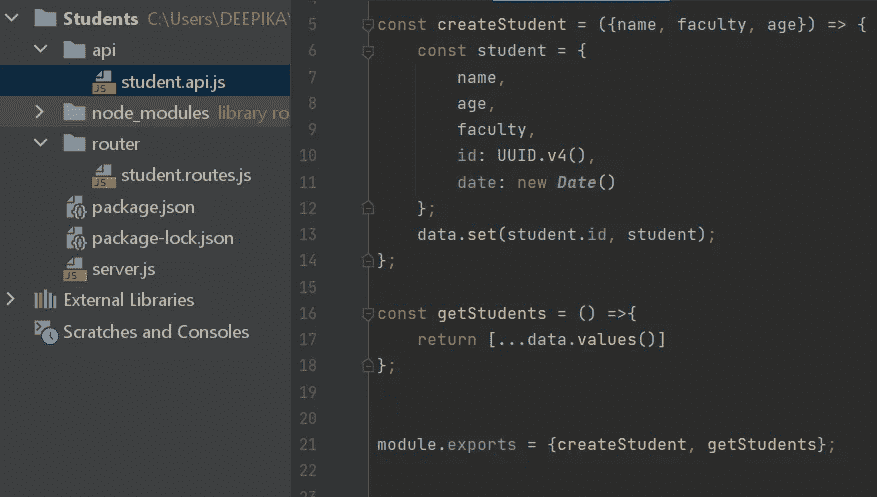 Students C:\Users\DEEPIKA\
api
student.api.js
node_modules library ro
router
student.routes.js
package.json
package-lock.json
server.js
External Libraries
Scratches and Consoles
5 const createStudent = ({name, faculty, age}) => {
6     const student = {
7         name,
8         age,
9         faculty,
10         id: UUID.v4(),
11         date: new Date()
12     };
13     data.set(student.id, student);
14 };
15
16 const getStudents = () =>{
17     return [...data.values()]
18 };
19
20
21 module.exports = {createStudent, getStudents};
22